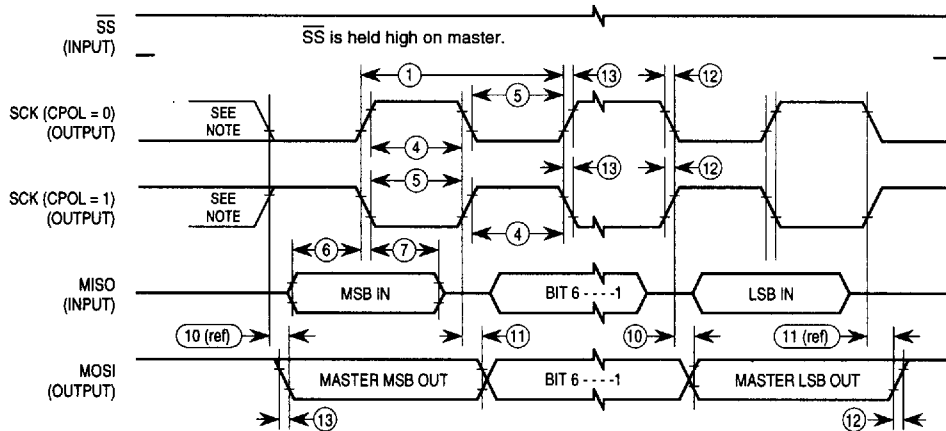 SS
(INPUT)
SS is held high on master.
1
13
12
5
SCK (CPOL = 0)
(OUTPUT)
SEE
NOTE
4
13
12
5
SCK (CPOL = 1)
(OUTPUT)
SEE
NOTE
4
6
7
MISO
(INPUT)
MSB IN
BIT 6 - - - - 1
LSB IN
10 (ref)
11
10
11 (ref)
MOSI
(OUTPUT)
MASTER MSB OUT
BIT 6 - - - - 1
MASTER LSB OUT
13
12